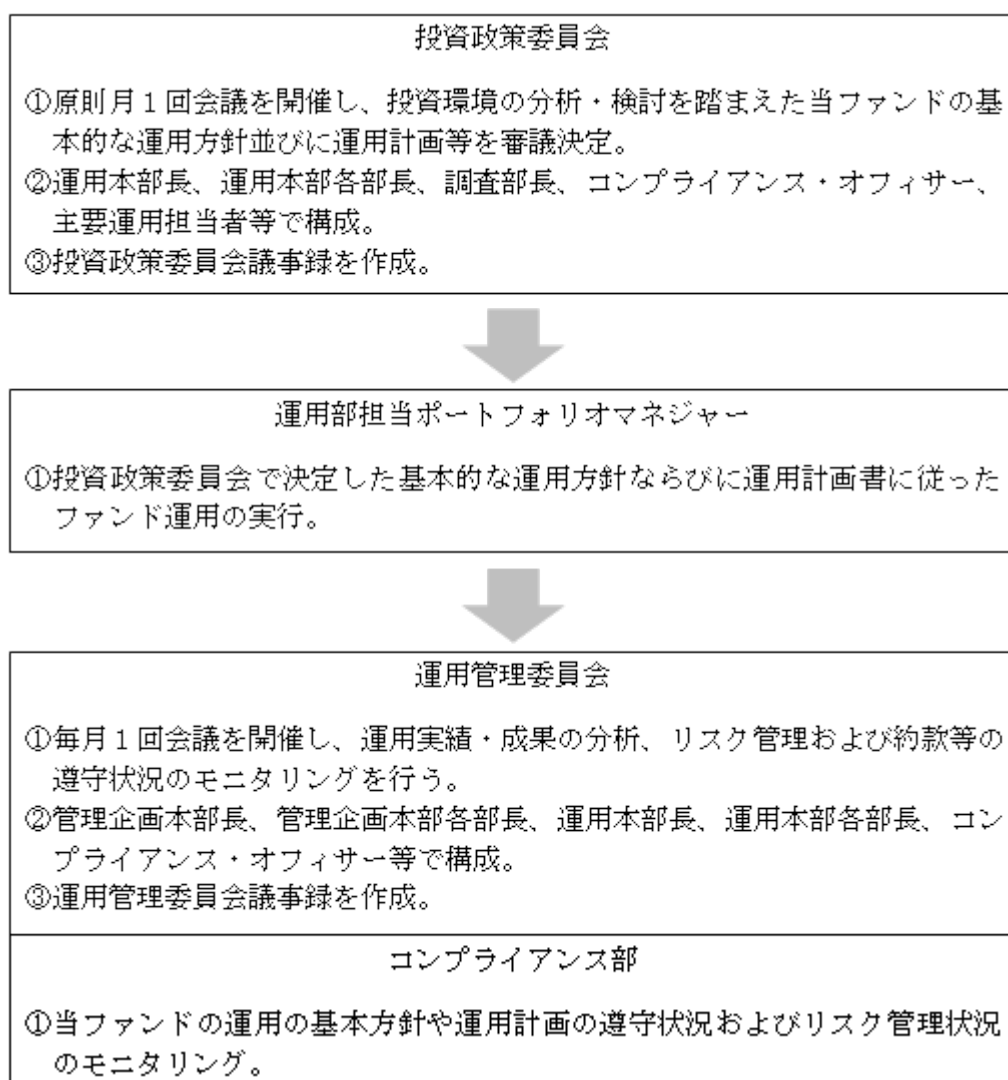 投資政策委員会
①原則月１回会議を開催し、投資環境の分析・検討を踏まえた当ファンドの基
本的な運用方針並びに運用計画等を審議決定。
②運用本部長、運用本部各部長、調査部長、コンプライアンス・オフィサー、
主要運用担当者等で構成。
③投資政策委員会議事録を作成。
運用部担当ポートフォリオマネジャー
①投資政策委員会で決定した基本的な運用方針ならびに運用計画書に従った
ファンド運用の実行。
運用管理委員会
①毎月１回会議を開催し、運用実績・成果の分析、リスク管理および約款等の
遵守状況のモニタリングを行う。
②管理企画本部長、管理企画本部各部長、運用本部長、運用本部各部長、コン
プライアンス・オフィサー等で構成。
③運用管理委員会議事録を作成。
コンプライアンス部
①当ファンドの運用の基本方針や運用計画の遵守状況およびリスク管理状況
のモニタリング。